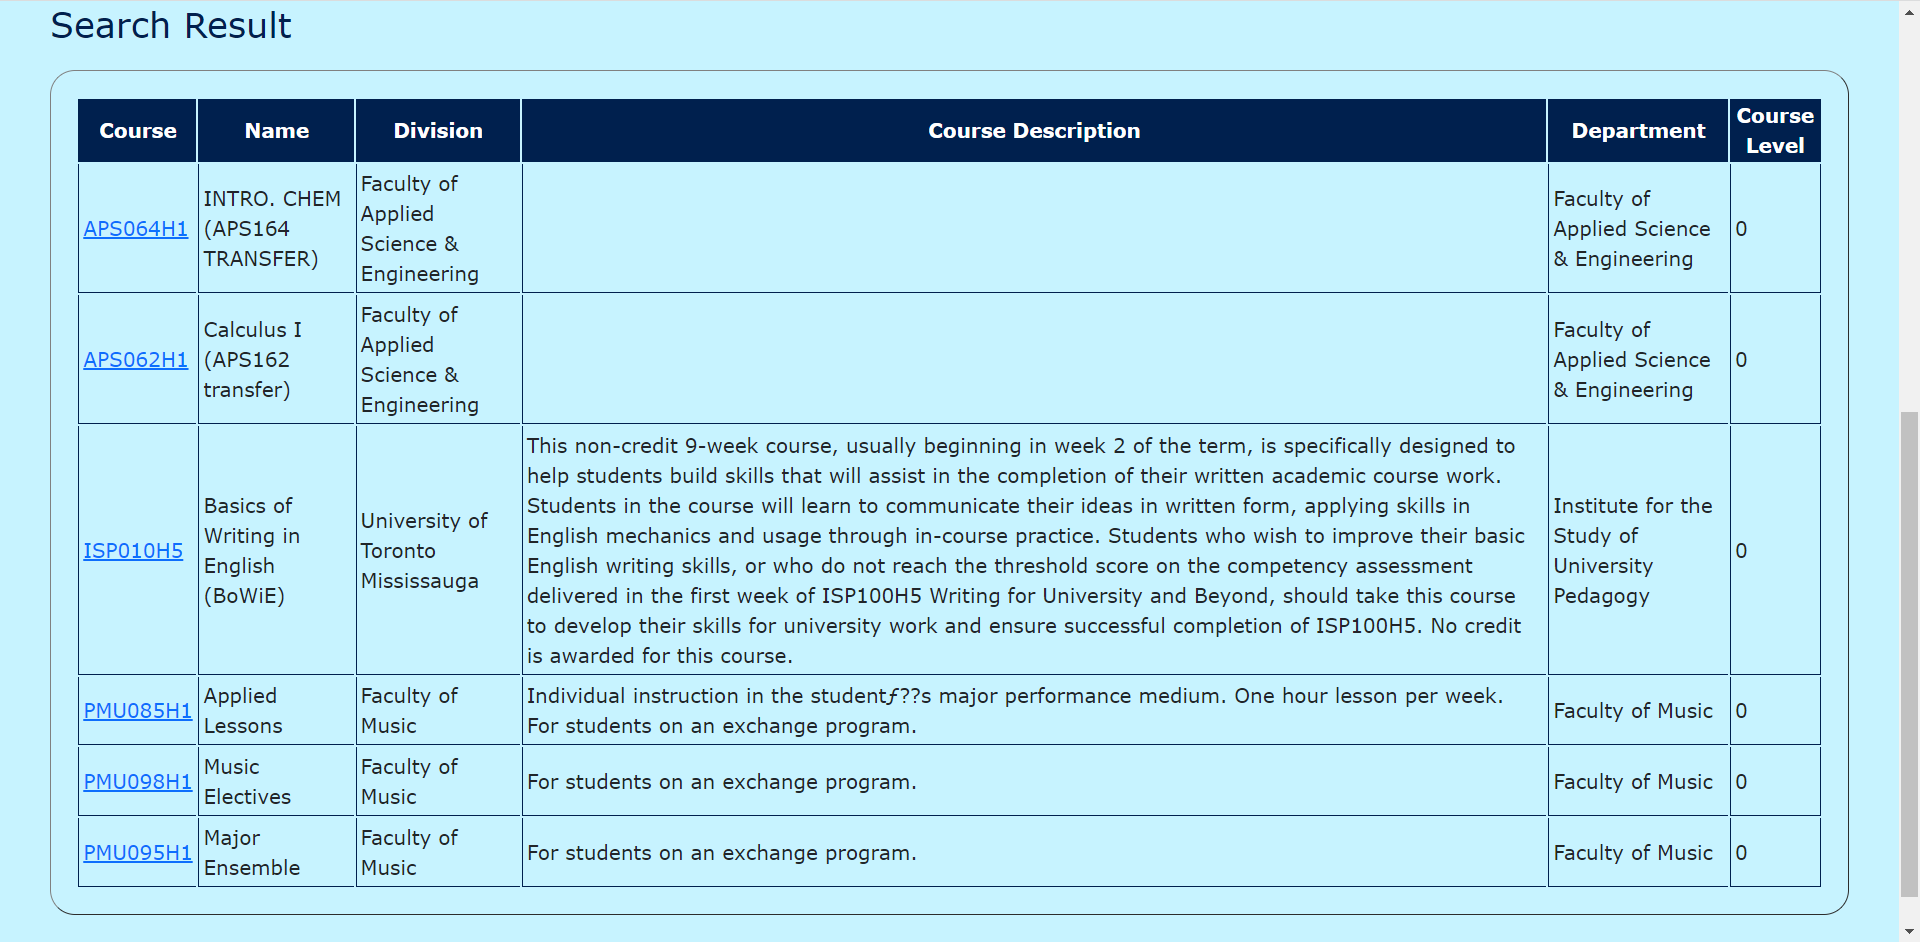 Search Result
Course
Name
Division
Course Description
Department
Course
Level
APS064H1
INTRO. CHEM
(APS164
TRANSFER)
Faculty of
Applied
Science &
Engineering
Faculty of
Applied Science
& Engineering
0
APS062H1
Calculus I
(APS162
transfer)
Faculty of
Applied
Science &
Engineering
Faculty of
Applied Science
& Engineering
0
ISP010H5
Basics of
Writing in
English
(BoWiE)
University of
Toronto
Mississauga
This non-credit 9-week course, usually beginning in week 2 of the term, is specifically designed to
help students build skills that will assist in the completion of their written academic course work.
Students in the course will learn to communicate their ideas in written form, applying skills in
English mechanics and usage through in-course practice. Students who wish to improve their basic
English writing skills, or who do not reach the threshold score on the competency assessment
delivered in the first week of ISP100H5 Writing for University and Beyond, should take this course
to develop their skills for university work and ensure successful completion of ISP100H5. No credit
is awarded for this course.
Institute for the
Study of
University
Pedagogy
0
PMU085H1
Applied
Lessons
Faculty of
Music
Individual instruction in the studentƒ??s major performance medium. One hour lesson per week.
For students on an exchange program.
Faculty of Music
0
PMU098H1
Music
Electives
Faculty of
Music
For students on an exchange program.
Faculty of Music
0
PMU095H1
Major
Ensemble
Faculty of
Music
For students on an exchange program.
Faculty of Music
0